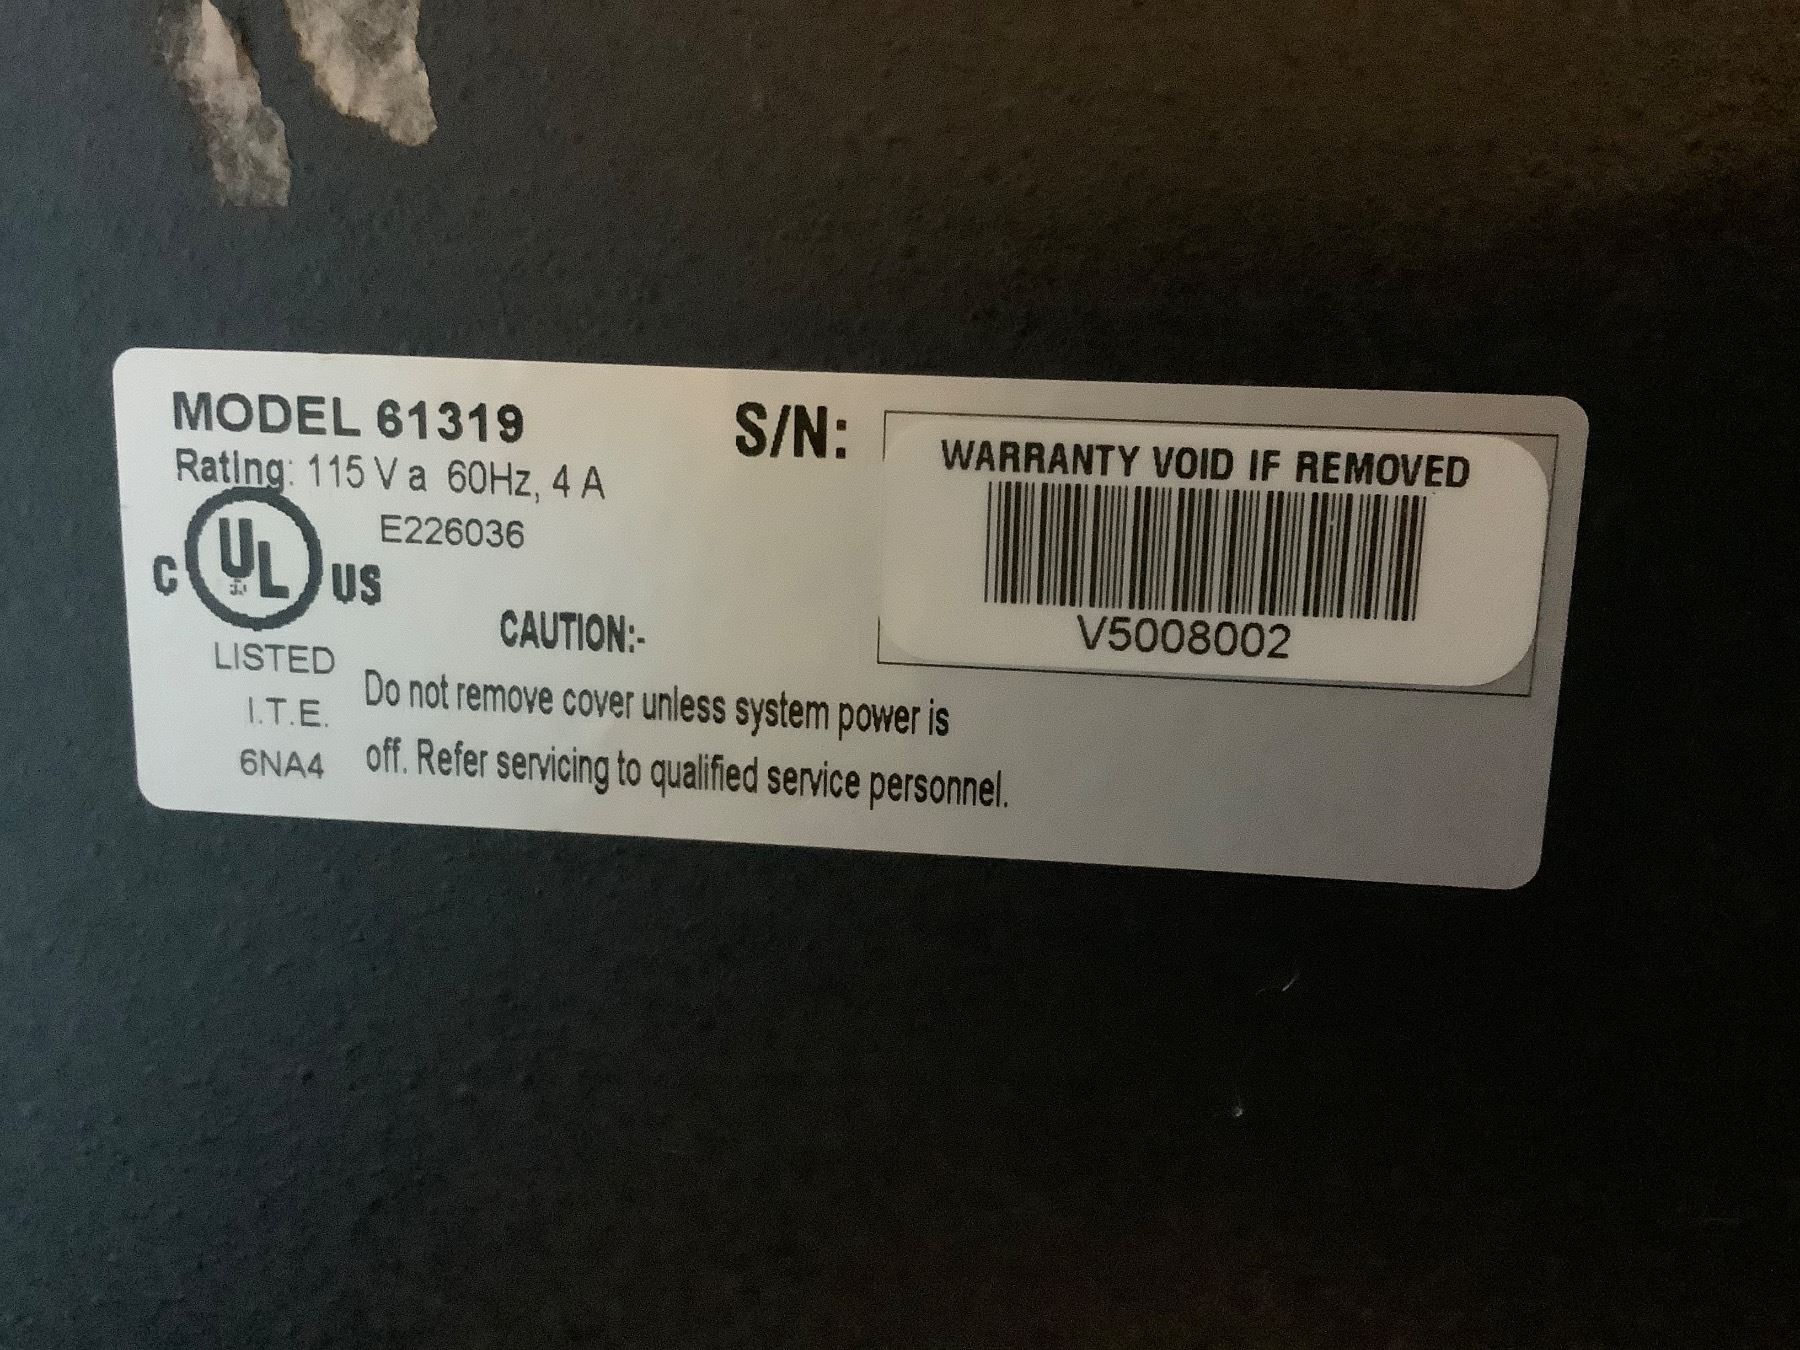 MODEL 61319
Rating: 115 V a 60Hz, 4 A
E226036
C UL US
LISTED
I.T.E.
6NA4
S/N:
WARRANTY VOID IF REMOVED
V5008002
CAUTION:-
Do not remove cover unless system power is
off. Refer servicing to qualified service personnel.